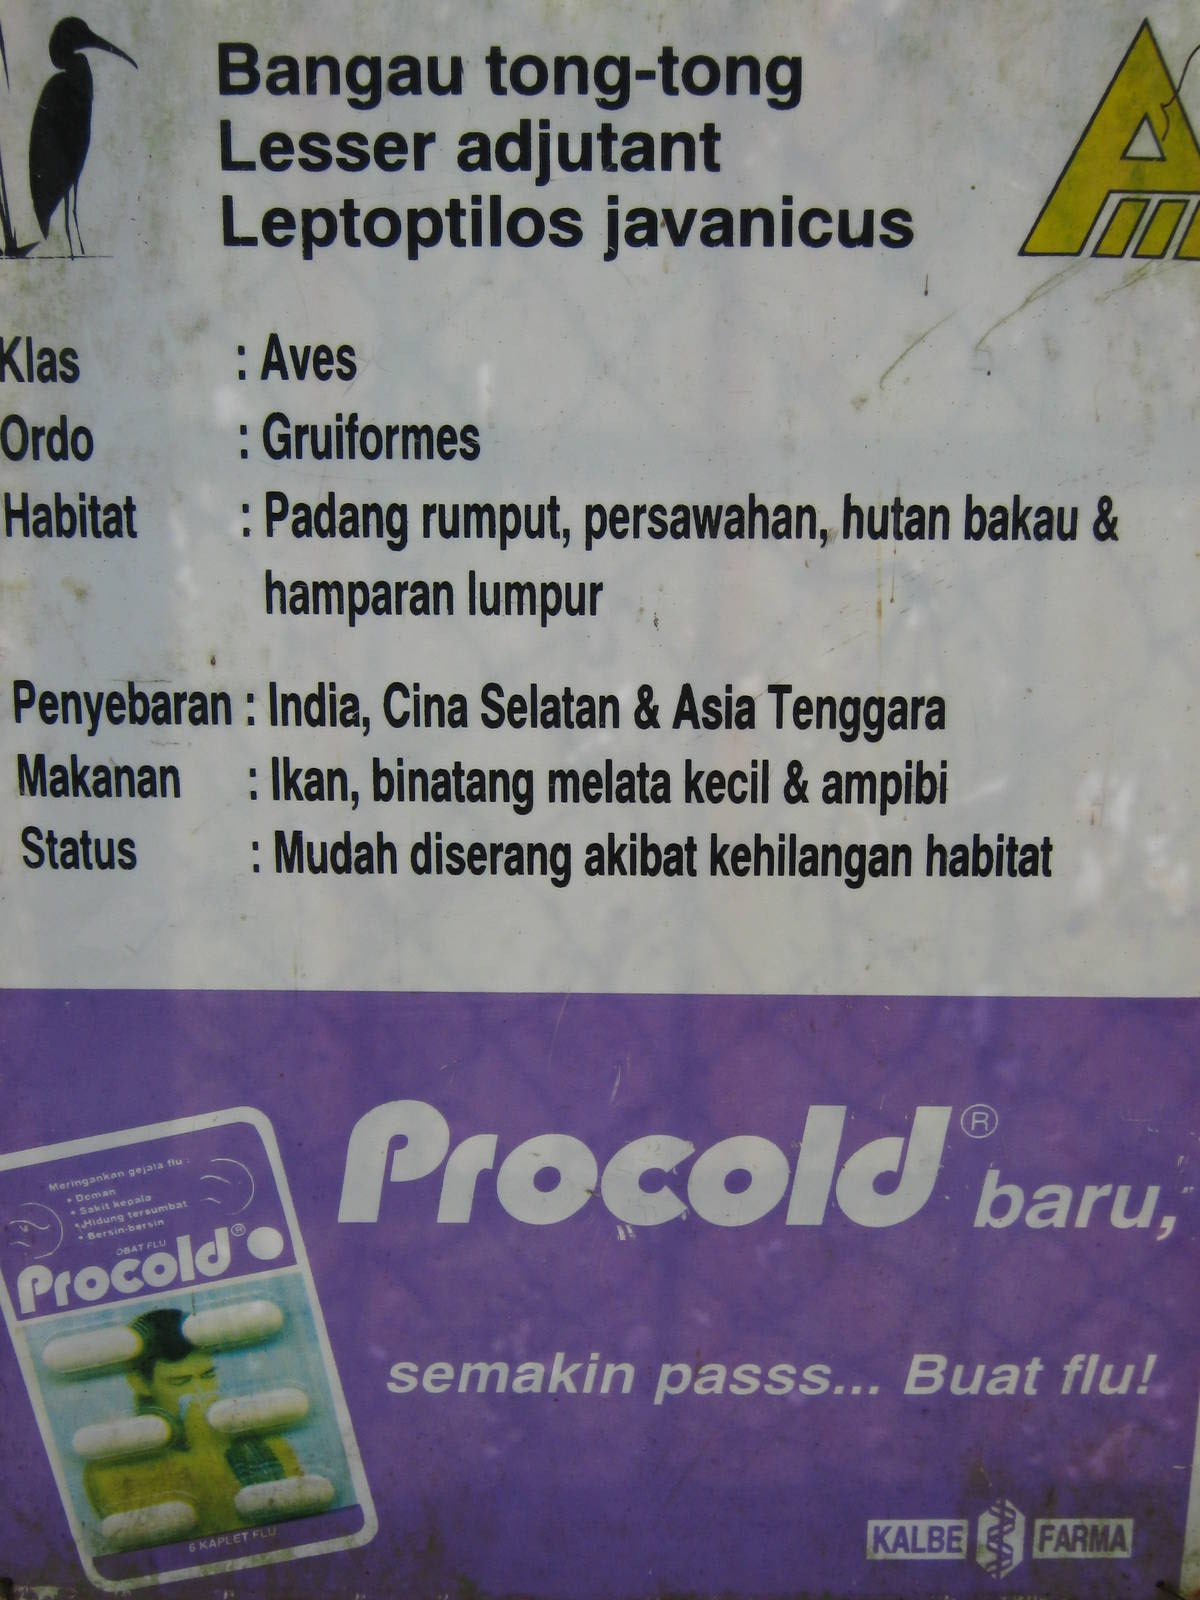 Bangau tong-tong
Lesser adjutant
Leptoptilos javanicus
Klas : Aves
Ordo : Gruiformes
Habitat : Padang rumput, persawahan, hutan bakau &
hamparan lumpur
Penyebaran : India, Cina Selatan & Asia Tenggara
Makanan : Ikan, binatang melata kecil & ampibi
Status : Mudah diserang akibat kehilangan habitat
Procold® baru,
semakin passs... Buat flu!
Meringankan gejala flu :
• Demam
• Sakit kepala
• Hidung tersumbat
• Bersin-bersin
OBAT FLU
Procold®
6 KAPLET FLU
KALBE FARMA